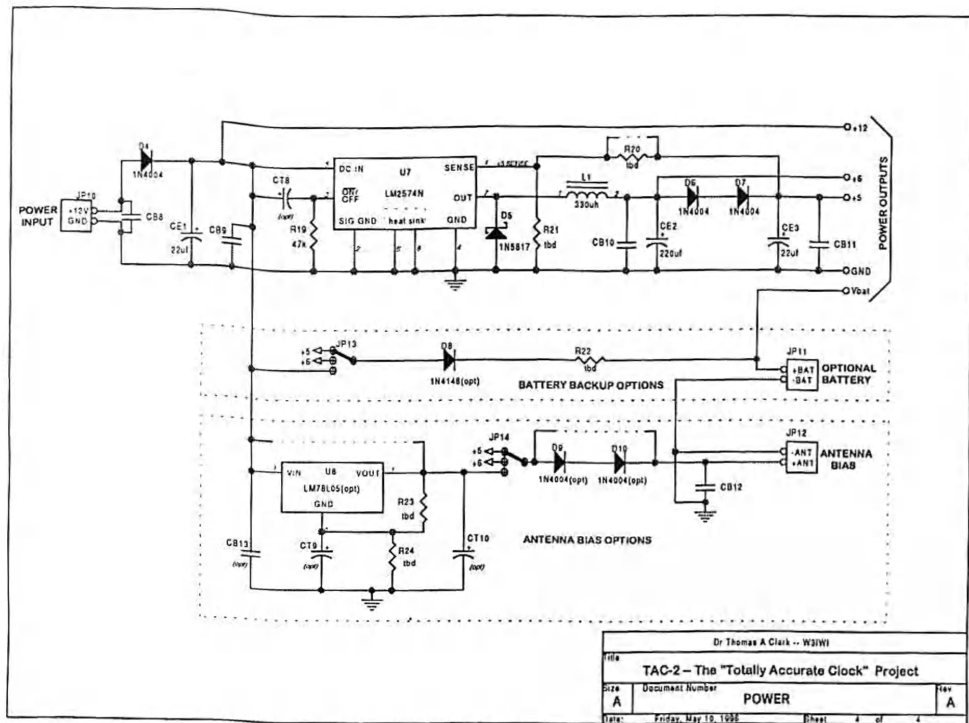 +12
D4
1N4004
4
DC IN
U7
SENSE
R20
tbd
+6
JP10
POWER
INPUT
+12V
GND
CB8
CE1
22uf
CB9
CT8
(opt)
R19
47k
ON/
OFF
LM2574N
OUT
7
SIG GND
heat sink
GND
2
5
6
4
D5
1N5817
R21
tbd
L1
330uh
2
CB10
CE2
220uf
D6
1N4004
D7
1N4004
+5
CE3
22uf
CB11
POWER OUTPUTS
GND
Vbat
JP13
+5
+6
D8
1N4148(opt)
R22
tbd
JP11
+BAT
-BAT
OPTIONAL
BATTERY
BATTERY BACKUP OPTIONS
JP14
+5
+6
D9
1N4004(opt)
D10
1N4004(opt)
JP12
-ANT
+ANT
ANTENNA
BIAS
CB12
VIN
U8
VOUT
LM78L05(opt)
GND
R23
tbd
CB13
(opt)
CT9
(opt)
R24
tbd
CT10
(opt)
ANTENNA BIAS OPTIONS
Dr Thomas A Clark -- W3IWI
Title
TAC-2 – The "Totally Accurate Clock" Project
Size
A
Document Number
POWER
Rev
A
Date: Friday, May 10, 1996 Sheet 4 of 4